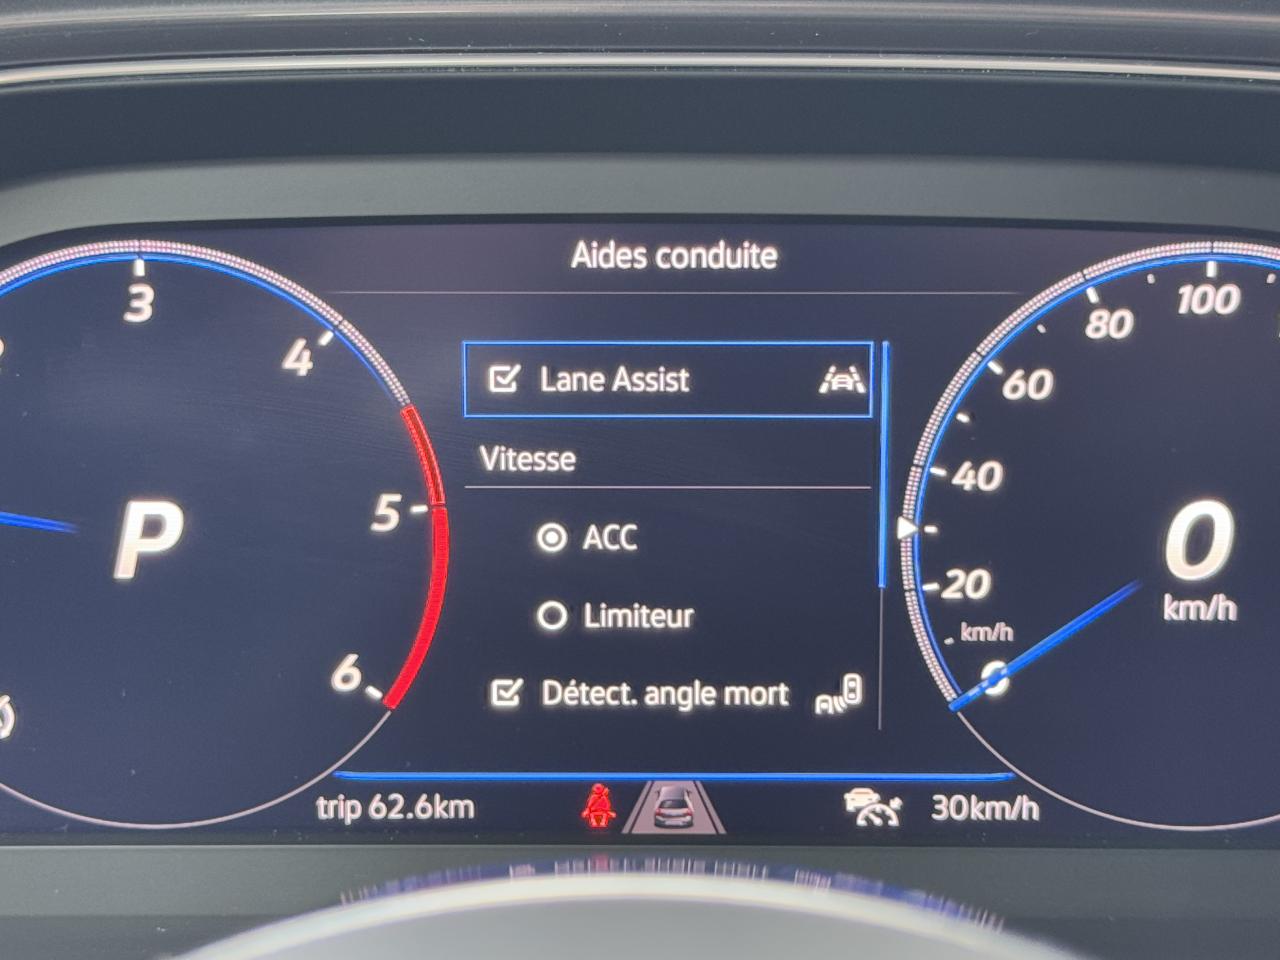 Aides conduite
3
4
5
6
P
Lane Assist
Vitesse
ACC
Limiteur
Détect. angle mort
100
80
60
40
20
km/h
0
0
km/h
trip 62.6km
30km/h